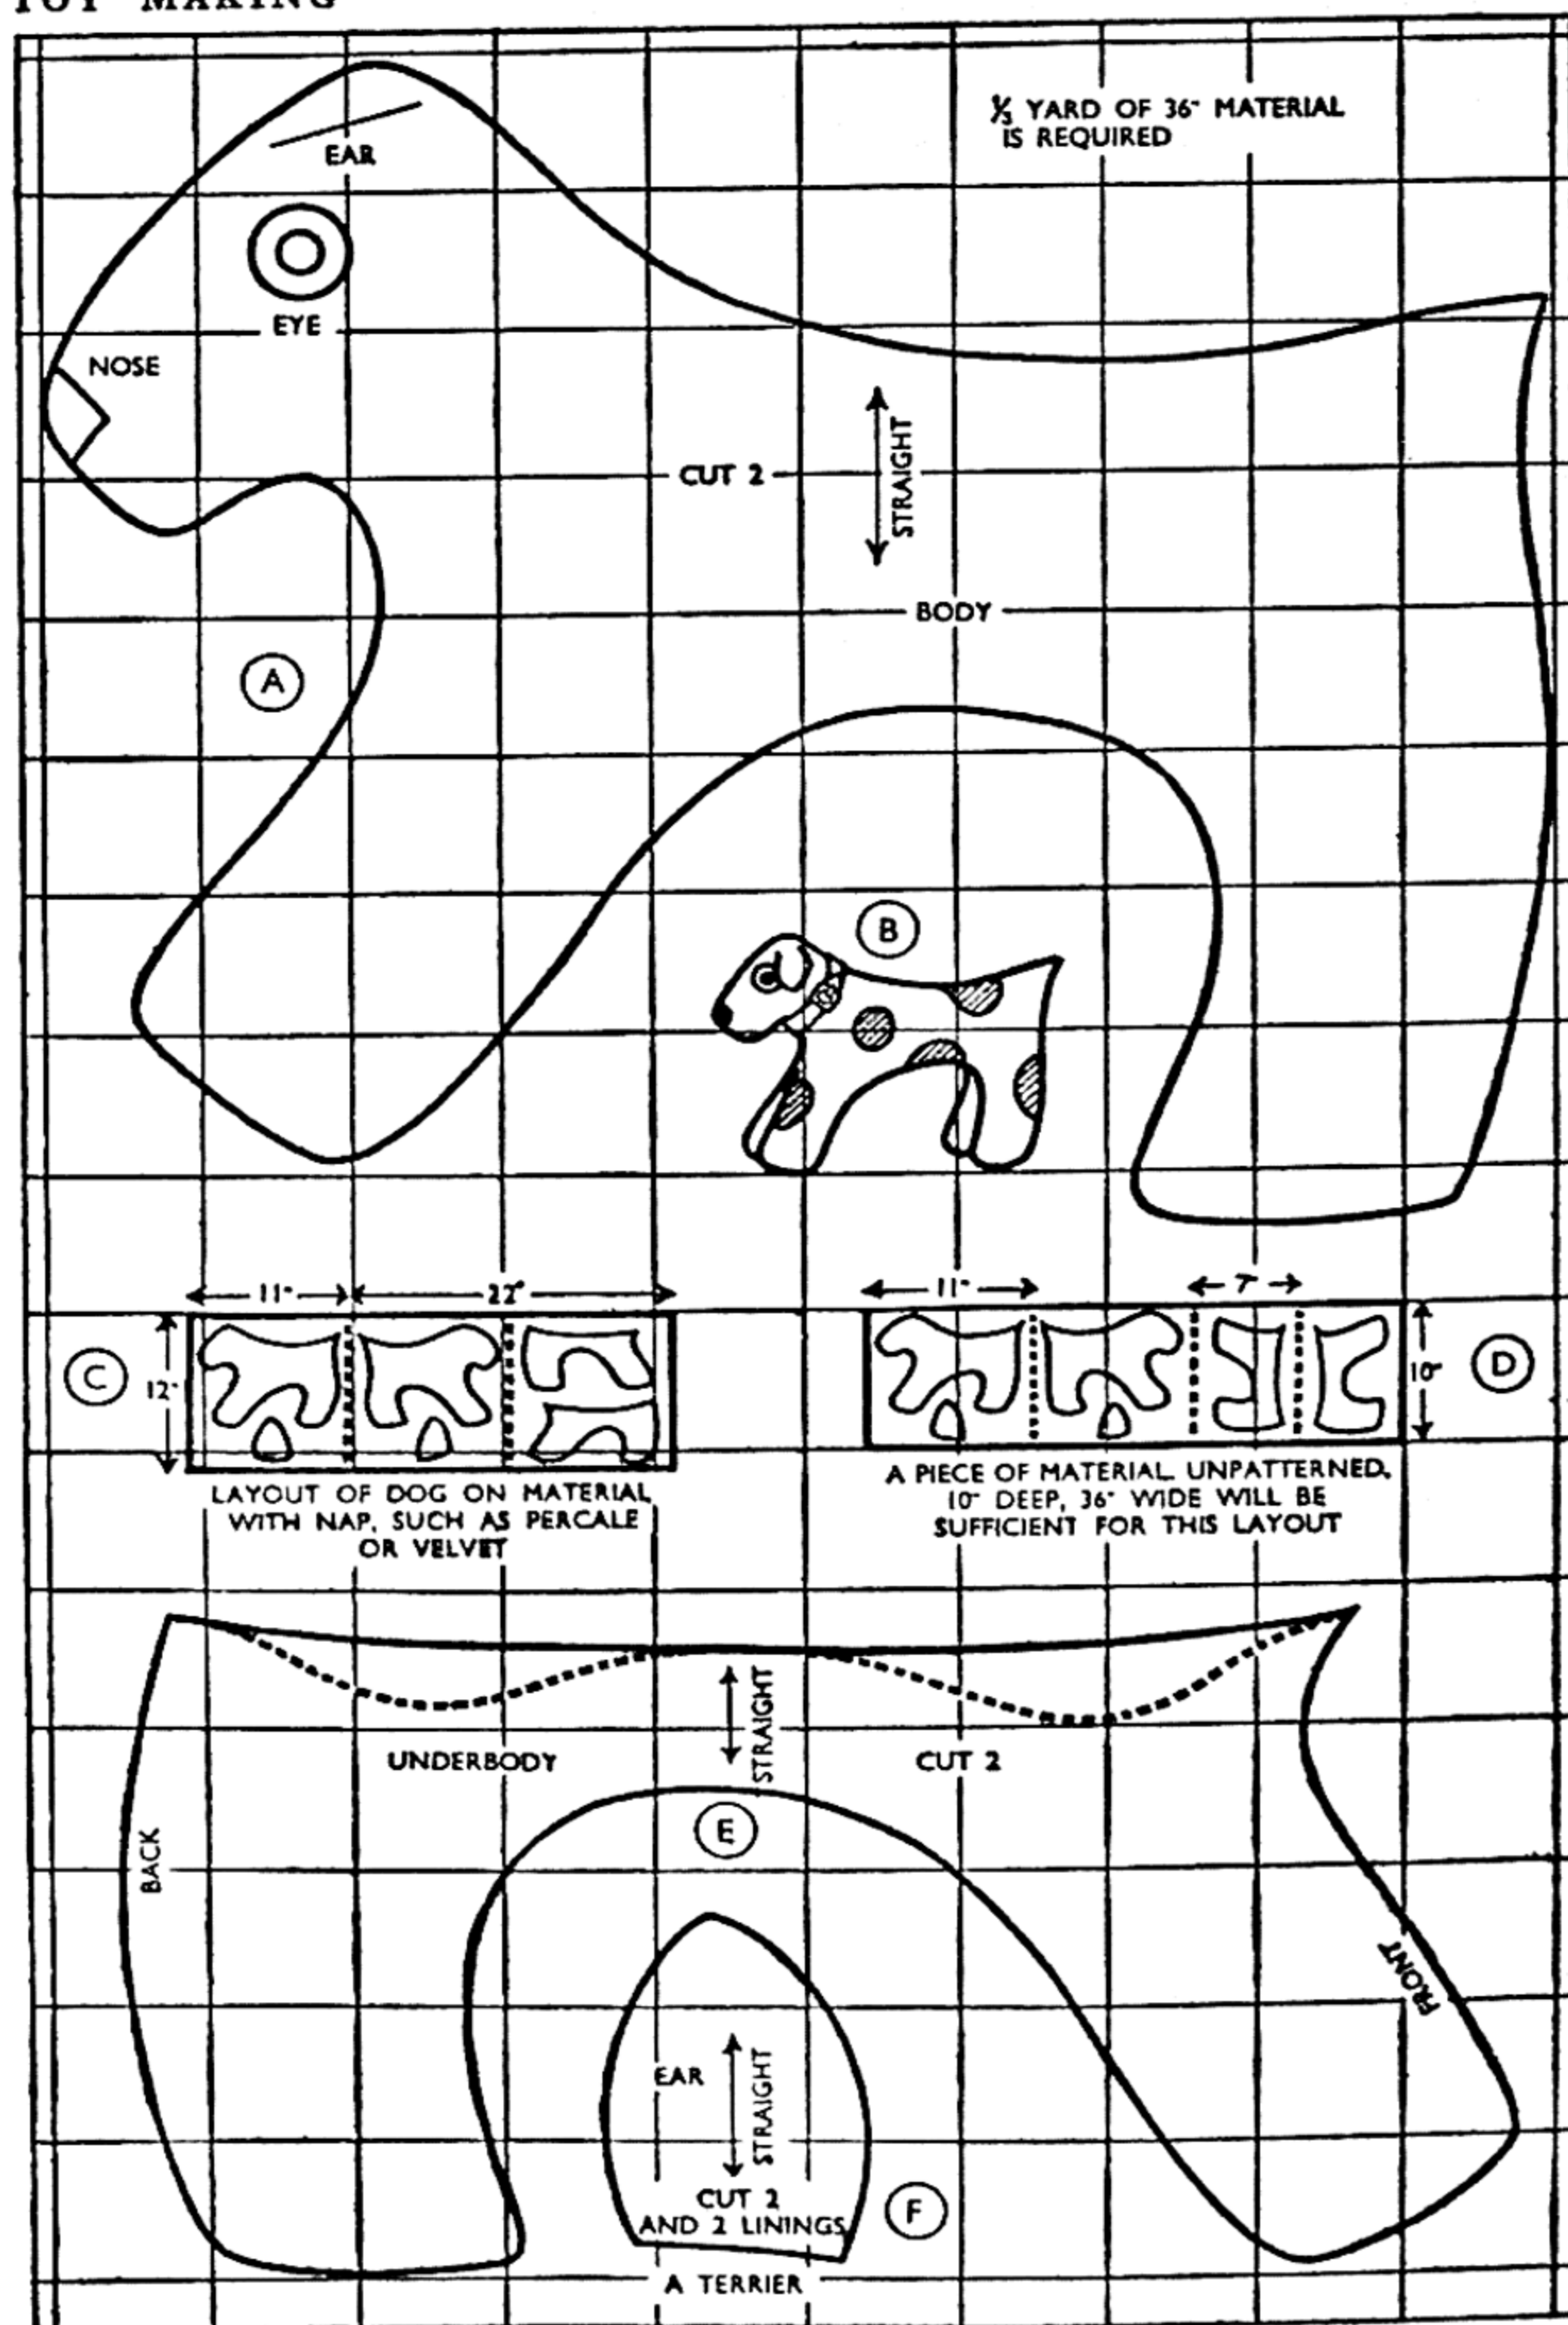 TOY MAKING
⅓ YARD OF 36" MATERIAL
IS REQUIRED
EAR
EYE
NOSE
CUT 2
STRAIGHT
BODY
A
B
11"
22"
11"
7"
C
12"
10"
D
LAYOUT OF DOG ON MATERIAL
WITH NAP, SUCH AS PERCALE
OR VELVET
A PIECE OF MATERIAL UNPATTERNED,
10" DEEP, 36" WIDE WILL BE
SUFFICIENT FOR THIS LAYOUT
STRAIGHT
UNDERBODY
CUT 2
E
BACK
FRONT
EAR
STRAIGHT
CUT 2
AND 2 LININGS
F
A TERRIER